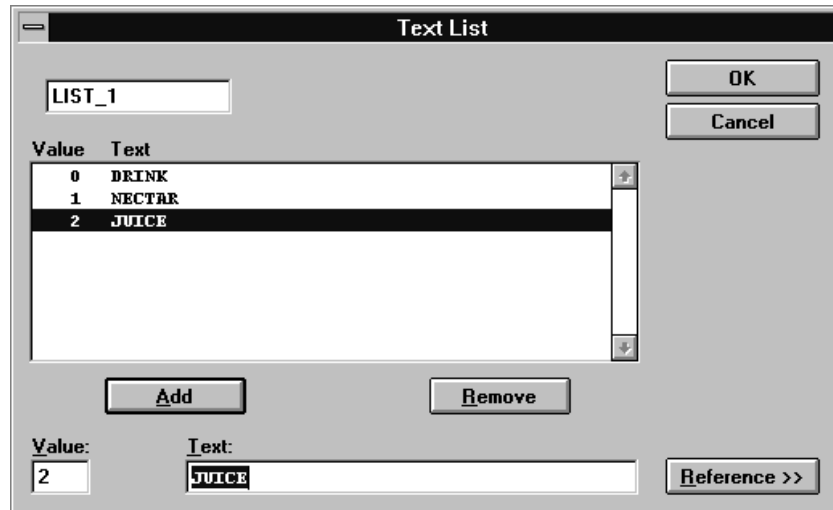 Text List
LIST_1
OK
Cancel
Value Text
0 DRINK
1 NECTAR
2 JUICE
Add Remove
Value: Text:
2 JUICE Reference >>